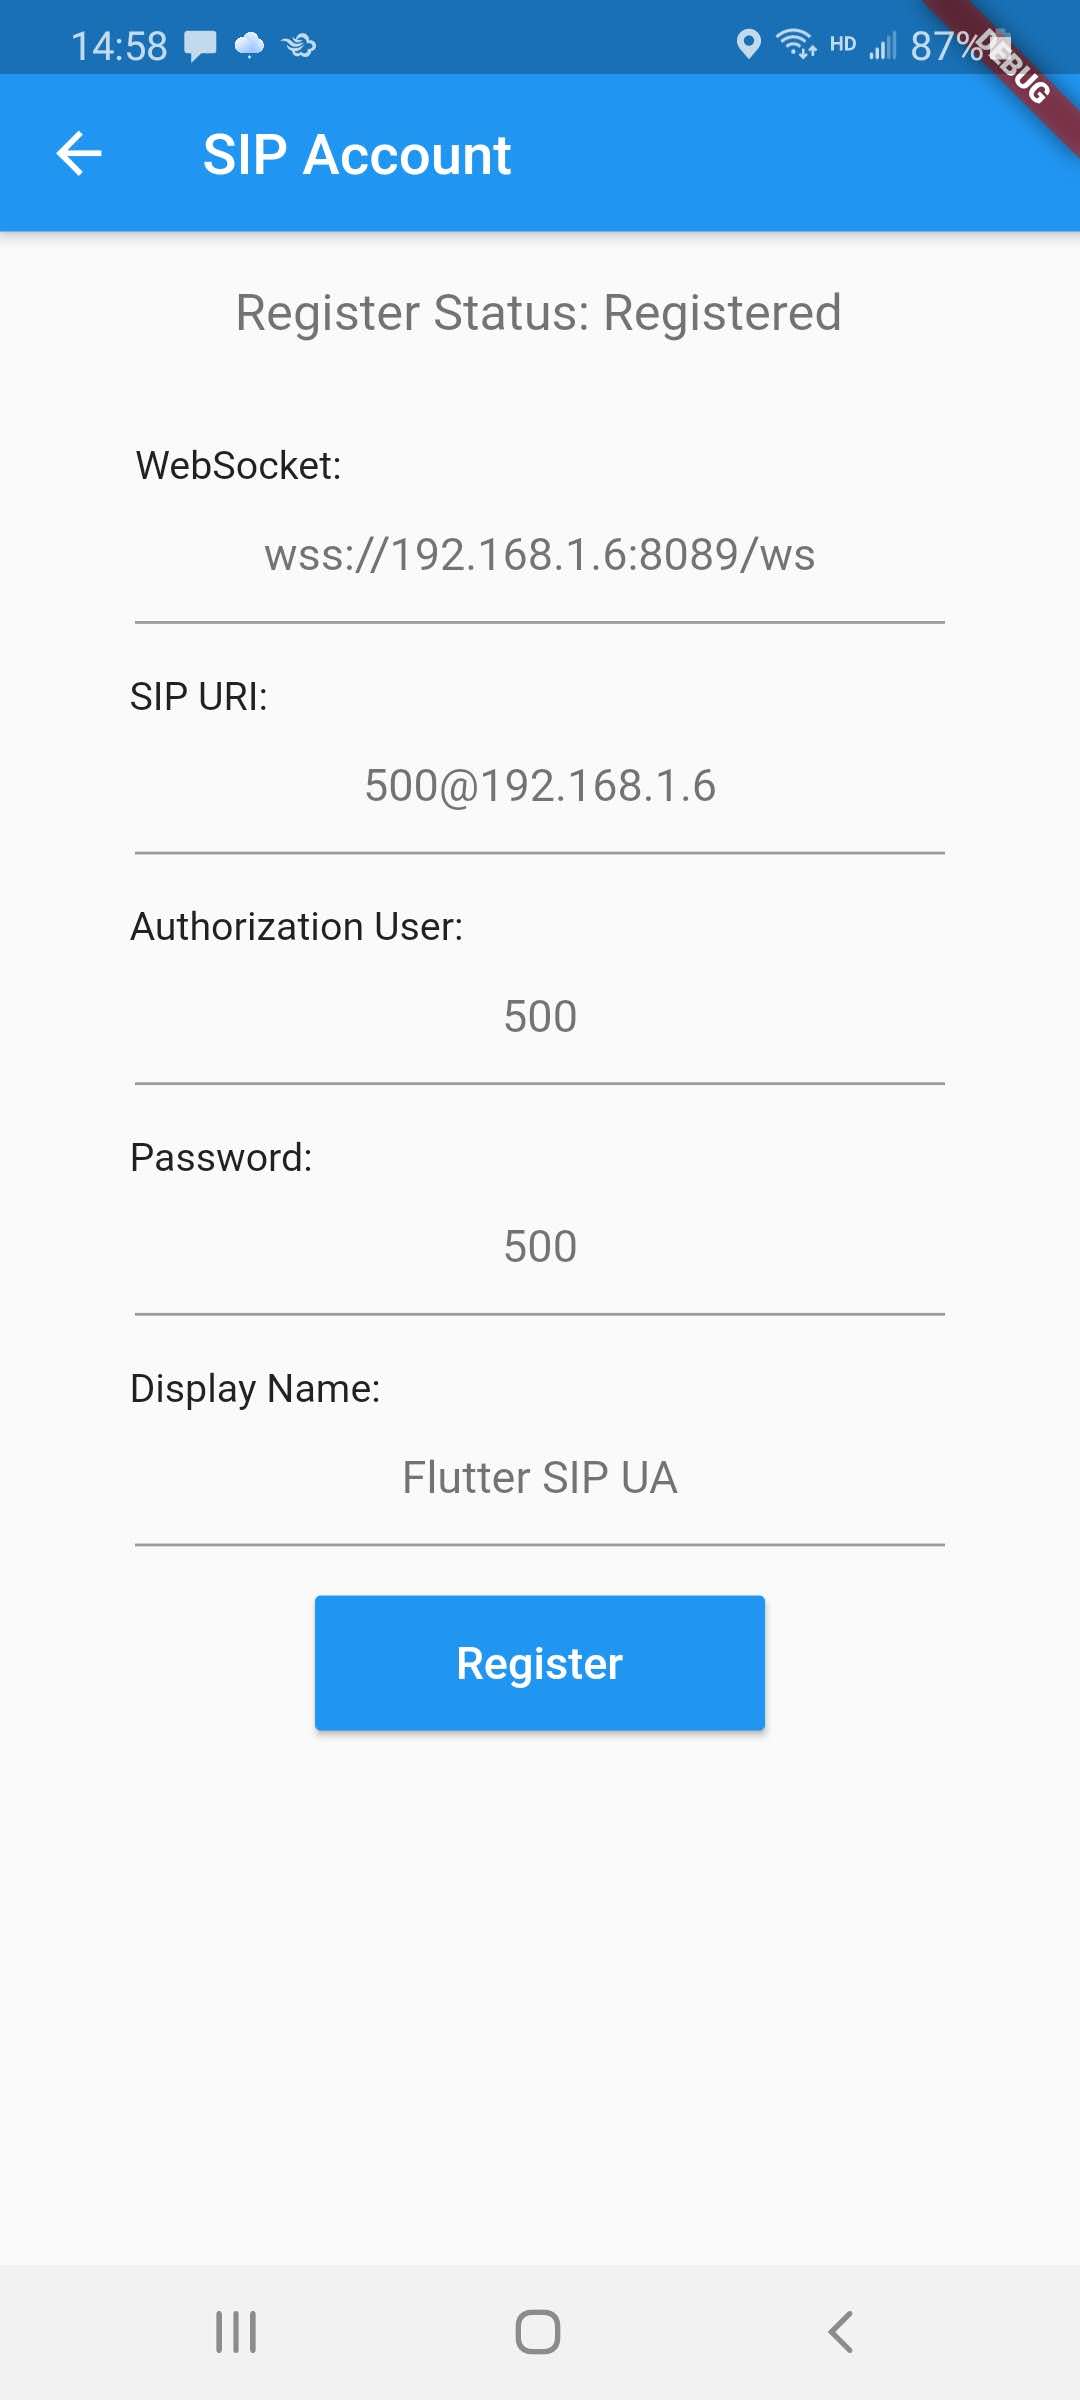 14:58 HD 87%
DEBUG
SIP Account
Register Status: Registered
WebSocket:
wss://192.168.1.6:8089/ws
SIP URI:
500@192.168.1.6
Authorization User:
500
Password:
500
Display Name:
Flutter SIP UA
Register